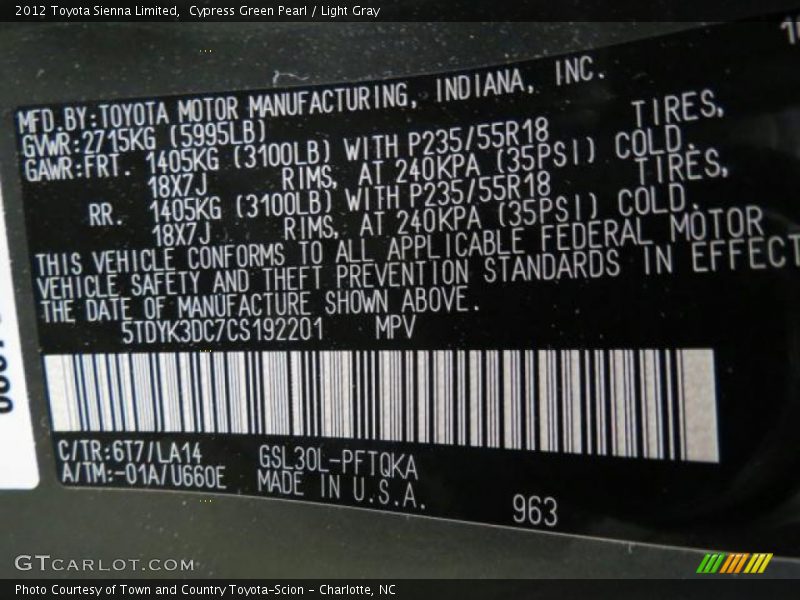 2012 Toyota Sienna Limited,  Cypress Green Pearl / Light Gray
MFD.BY:TOYOTA MOTOR MANUFACTURING, INDIANA, INC.
GVWR:2715KG (5995LB)
GAWR:FRT. 1405KG (3100LB) WITH P235/55R18 TIRES,
18X7J RIMS, AT 240KPA (35PSI) COLD.
RR. 1405KG (3100LB) WITH P235/55R18 TIRES,
18X7J RIMS, AT 240KPA (35PSI) COLD.
THIS VEHICLE CONFORMS TO ALL APPLICABLE FEDERAL MOTOR
VEHICLE SAFETY AND THEFT PREVENTION STANDARDS IN EFFECT
THE DATE OF MANUFACTURE SHOWN ABOVE.
5TDYK3DC7CS192201 MPV
C/TR:6T7/LA14 GSL30L-PFTQKA
A/TM:-01A/U660E MADE IN U.S.A.
963
GTCARLOT.COM
Photo Courtesy of Town and Country Toyota-Scion - Charlotte, NC